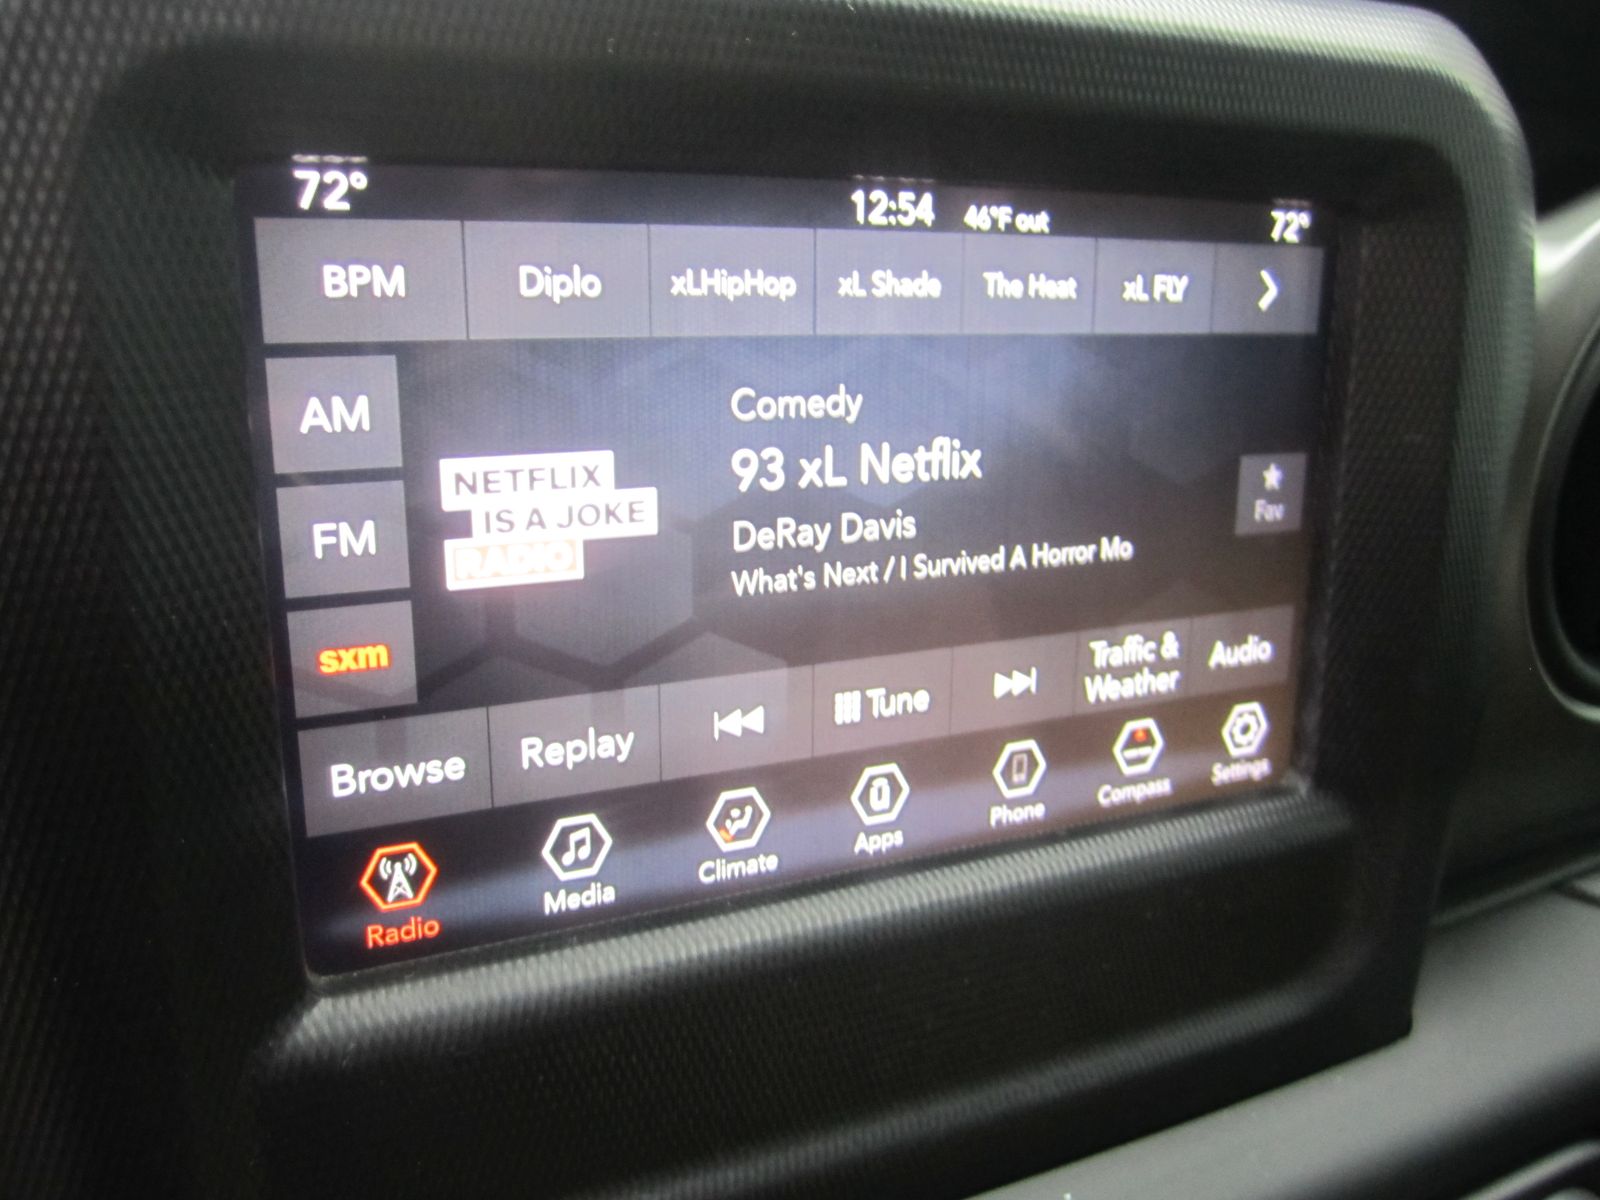 72°
12:54
46°F out
72°
BPM
Diplo
xLHipHop
xL Shade
The Heat
xL FLY
AM
FM
sxm
NETFLIX
IS A JOKE
RADIO
Comedy
93 xL Netflix
DeRay Davis
What's Next / I Survived A Horror Mo
Fav
Browse
Replay
Tune
Traffic &
Weather
Audio
Radio
Media
Climate
Apps
Phone
Compass
Settings